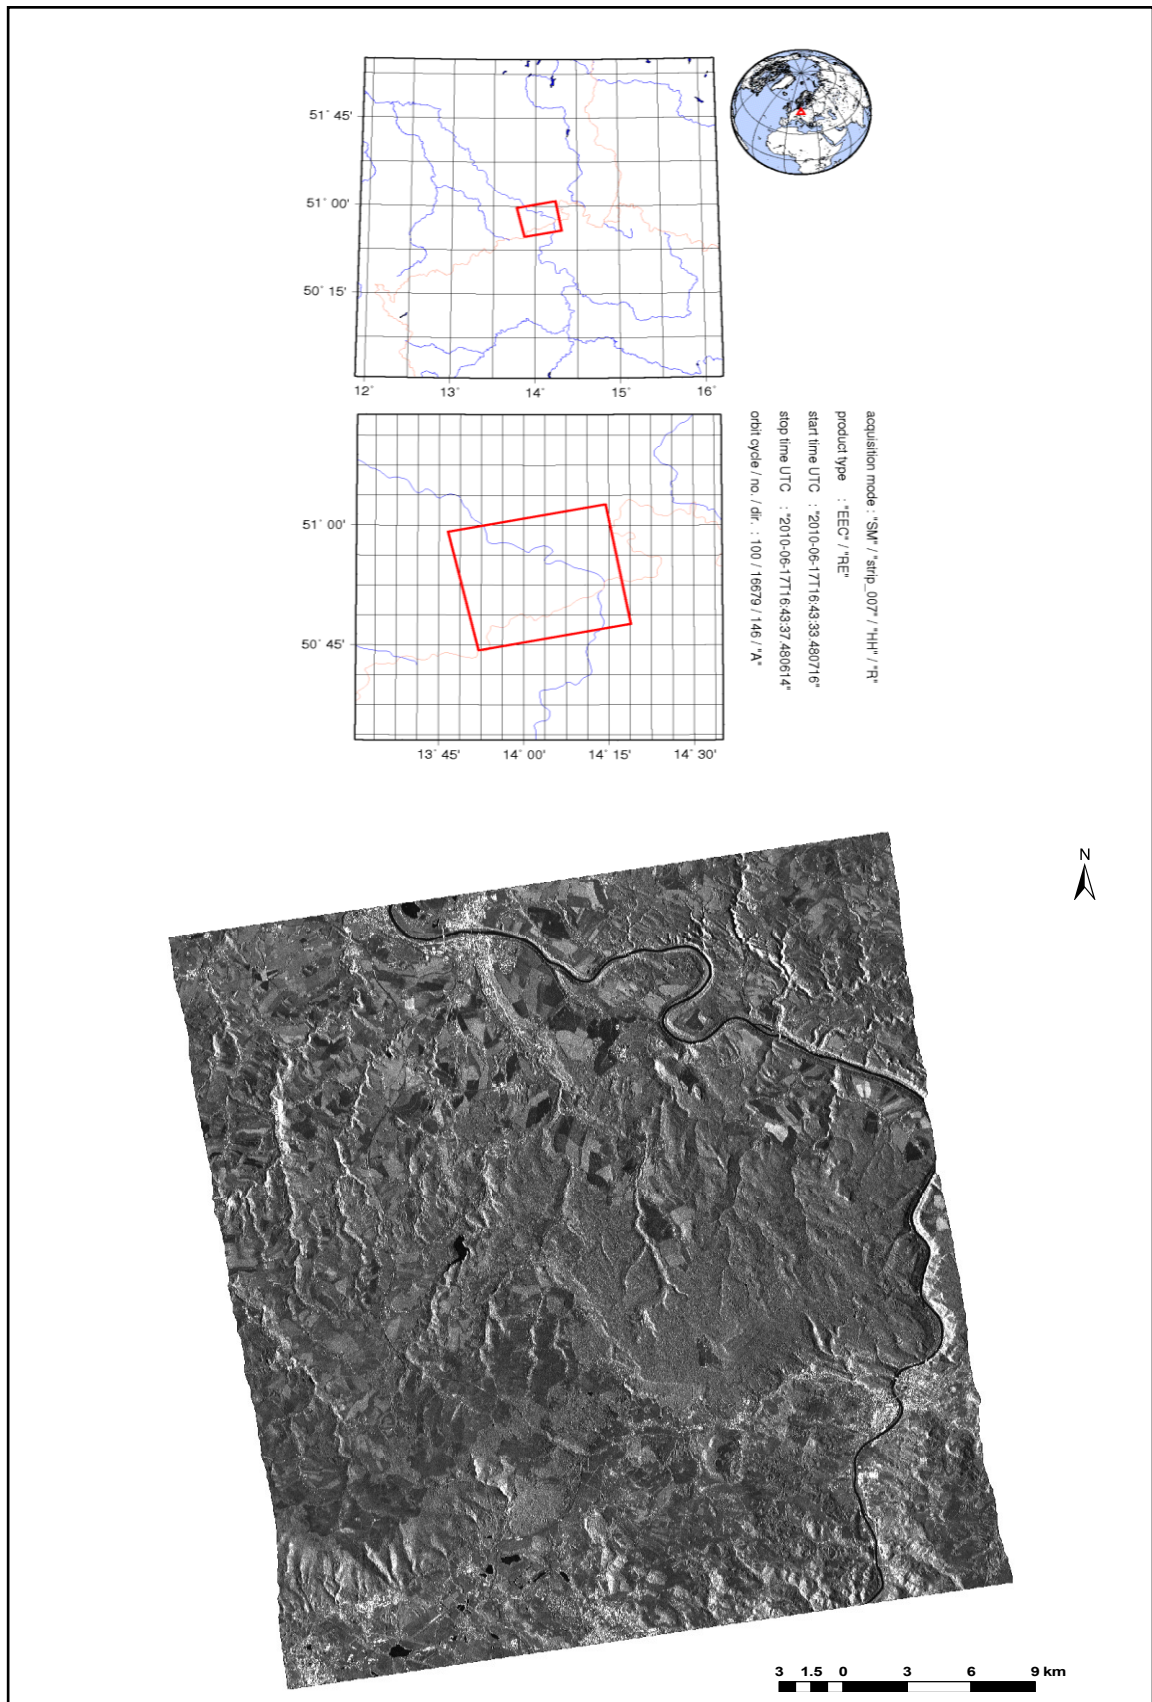 51° 45'
51° 00'
50° 15'
12° 13° 14° 15° 16°
acquisition mode : "SM" / "strip_007" / "HH" / "R"
product type : "EEC" / "RE"
start time UTC : "2010-06-17T16:43:33.480716"
stop time UTC : "2010-06-17T16:43:37.480614"
orbit cycle / no. / dir. : 100 / 16679 / 146 / "A"
51° 00'
50° 45'
13° 45' 14° 00' 14° 15' 14° 30'
N
3 1.5 0 3 6 9 km